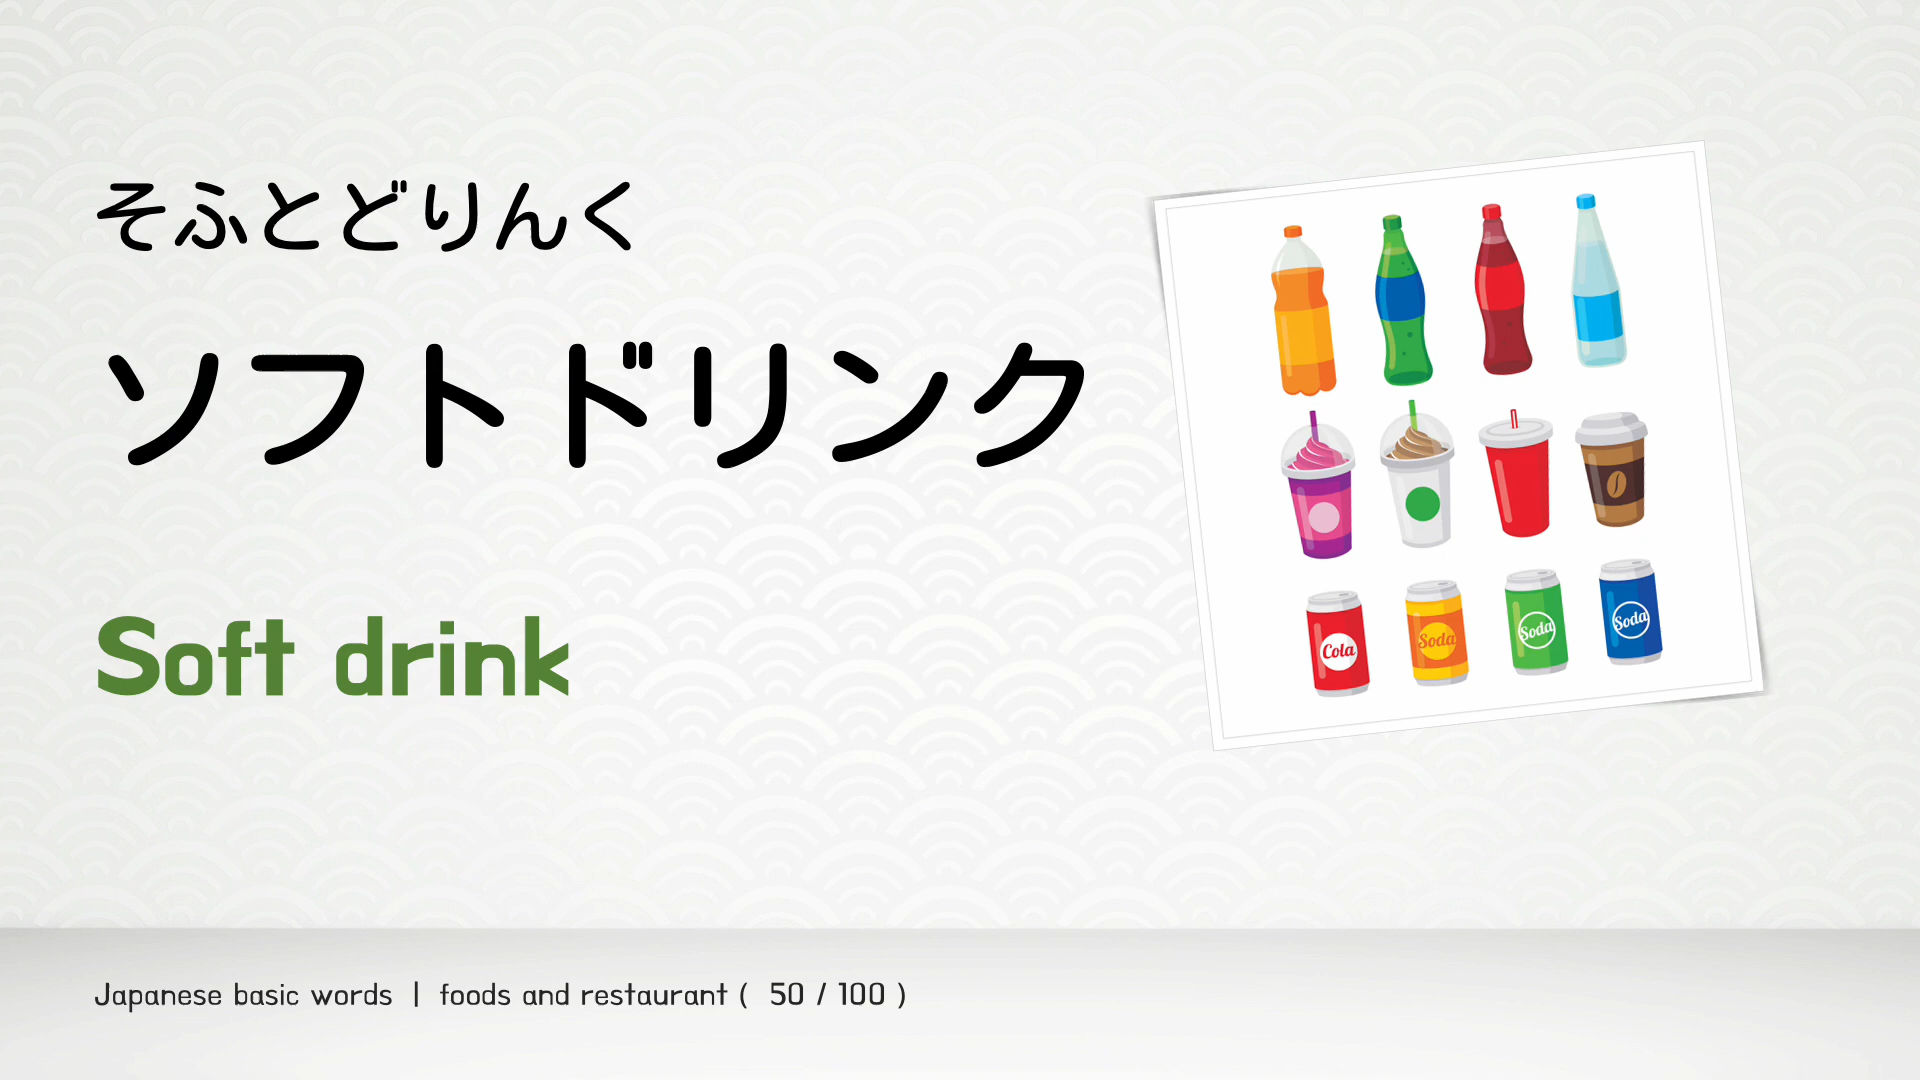 そふとどりんく
ソフトドリンク
Soft drink
Cola
Soda
Soda
Soda
Japanese basic words | foods and restaurant ( 50 / 100 )